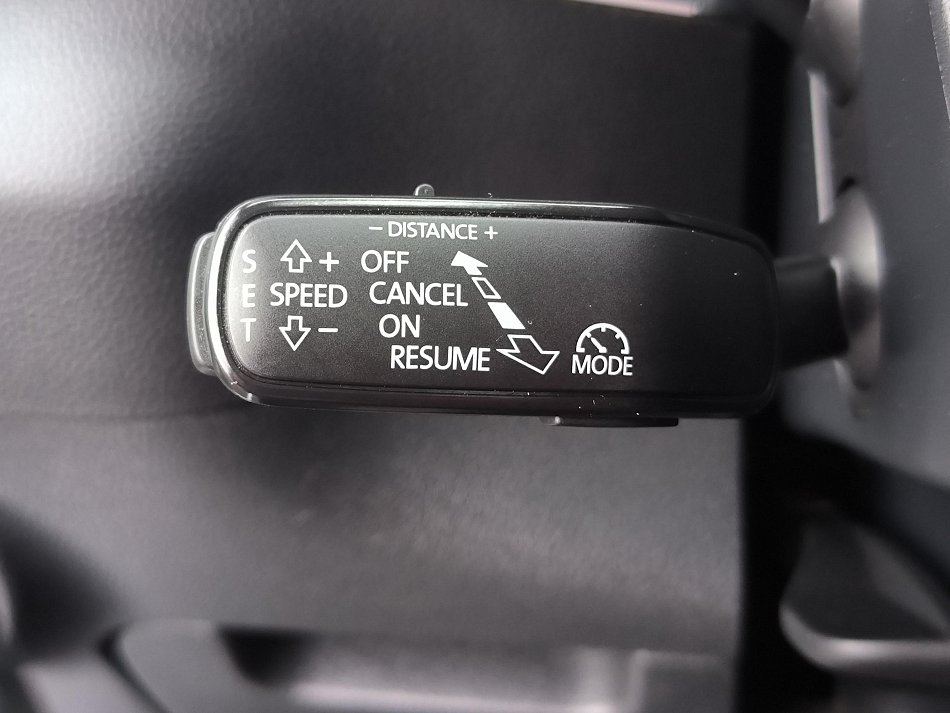 − DISTANCE +
S + OFF
E SPEED CANCEL
T − ON
RESUME MODE